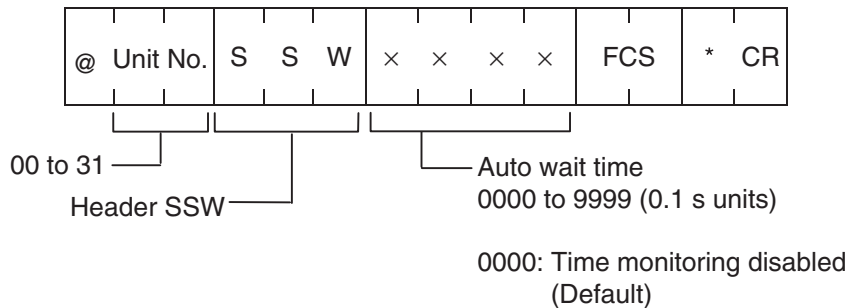 @ Unit No. S S W × × × × FCS * CR
00 to 31
Header SSW
Auto wait time
0000 to 9999 (0.1 s units)
0000: Time monitoring disabled
(Default)